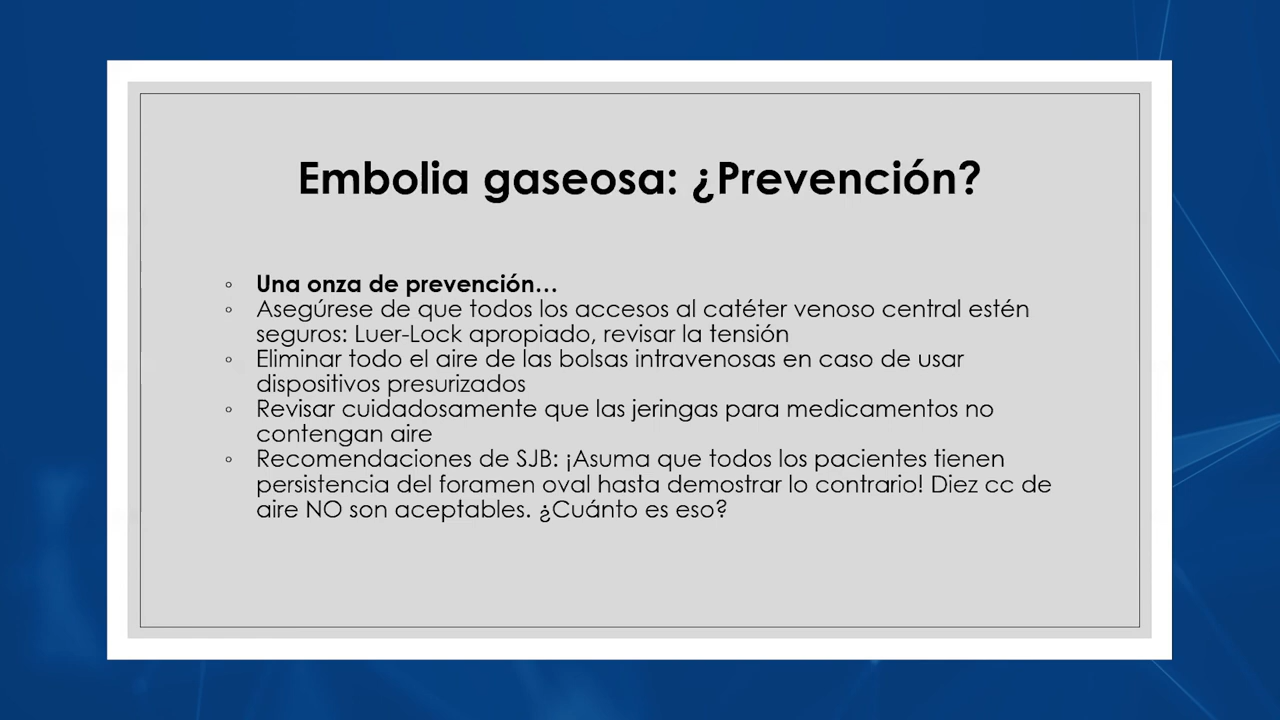 Embolia gaseosa: ¿Prevención?
◦ Una onza de prevención…
◦ Asegúrese de que todos los accesos al catéter venoso central estén
seguros: Luer-Lock apropiado, revisar la tensión
◦ Eliminar todo el aire de las bolsas intravenosas en caso de usar
dispositivos presurizados
◦ Revisar cuidadosamente que las jeringas para medicamentos no
contengan aire
◦ Recomendaciones de SJB: ¡Asuma que todos los pacientes tienen
persistencia del foramen oval hasta demostrar lo contrario! Diez cc de
aire NO son aceptables. ¿Cuánto es eso?